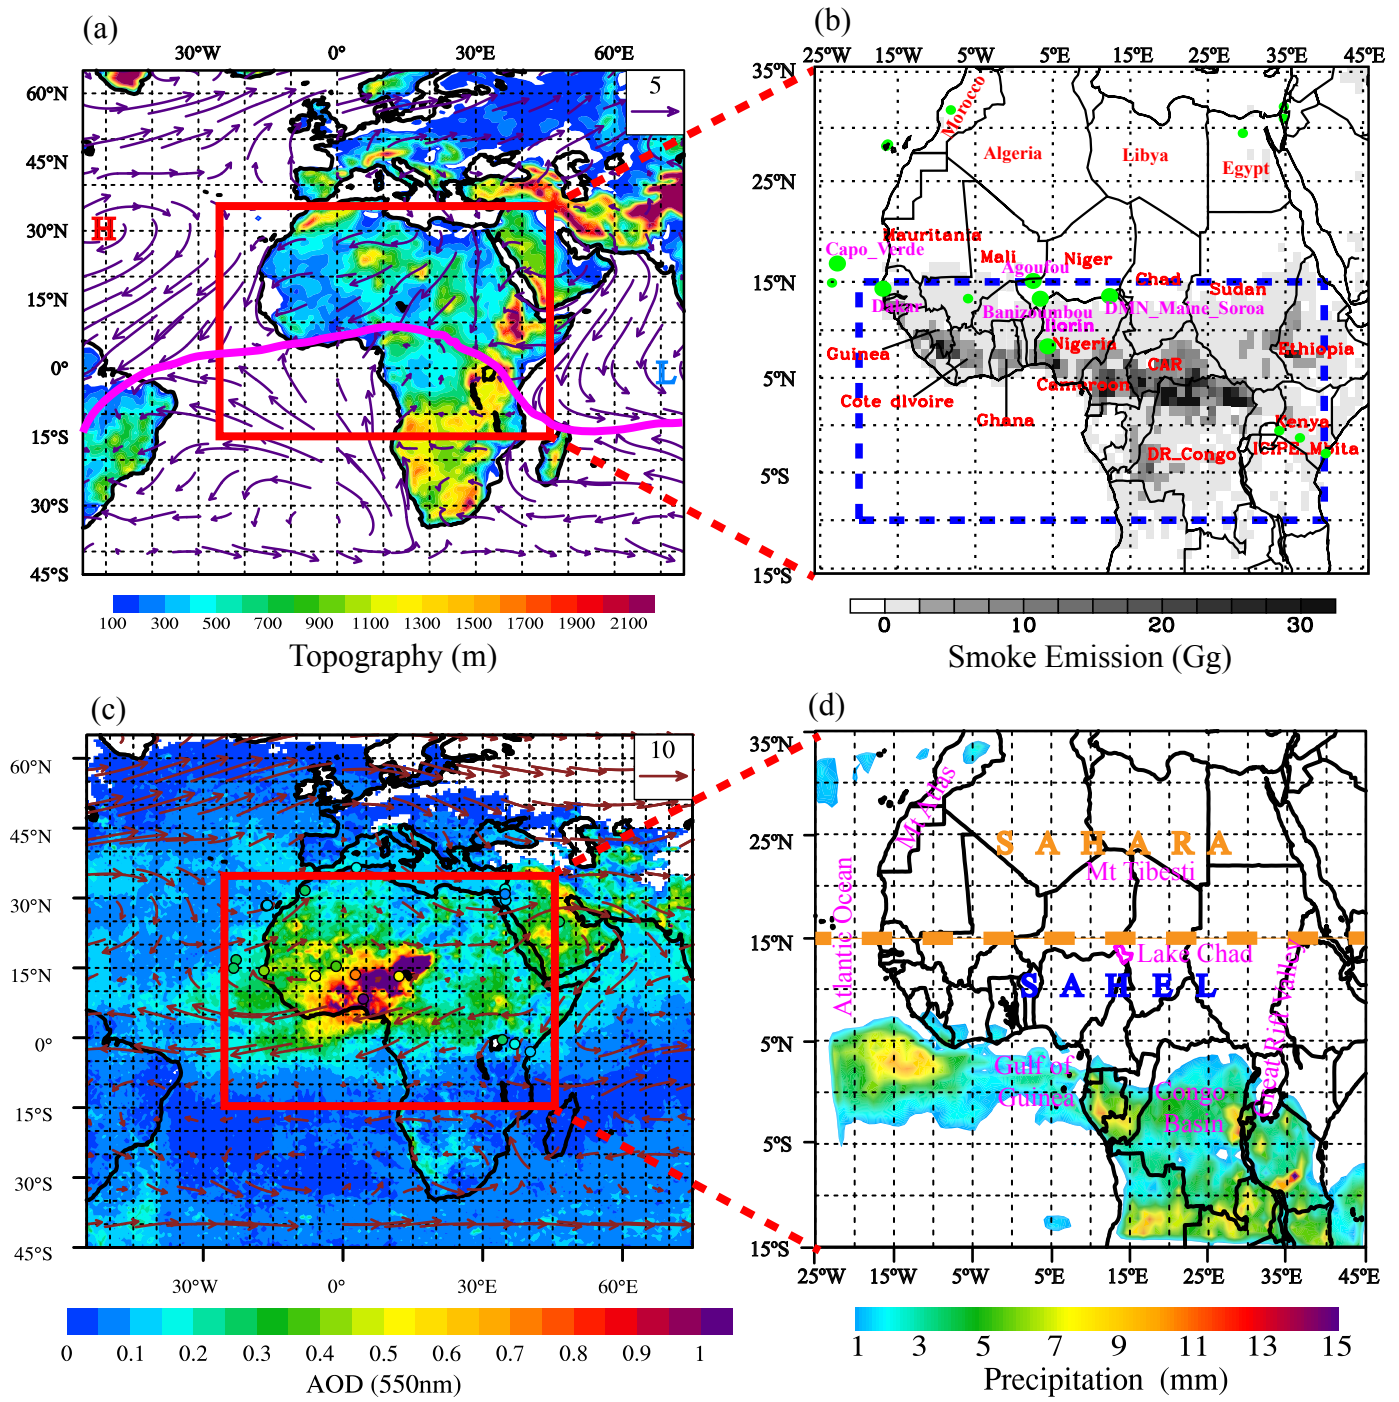 (a)
30°W 0° 30°E 60°E
5
60°N
45°N
30°N
15°N
0°
15°S
30°S
45°S
H
L
100 300 500 700 900 1100 1300 1500 1700 1900 2100
Topography (m)
(b)
25°W 15°W 5°W 5°E 15°E 25°E 35°E 45°E
35°N
25°N
15°N
5°N
5°S
15°S
Morocco
Algeria
Libya
Egypt
Mauritania
Capo_Verde
Mali
Niger
Agoufou
Chad
Sudan
Dakar
Banizoumbou
DMN_Maine_Soroa
Ilorin
Guinea
Nigeria
Ethiopia
CAR
Cameroon
Cote dIvoire
Ghana
Kenya
DR_Congo
ICIPE_Mbita
0 10 20 30
Smoke Emission (Gg)
(c)
10
60°N
45°N
30°N
15°N
0°
15°S
30°S
45°S
30°W 0° 30°E 60°E
0 0.1 0.2 0.3 0.4 0.5 0.6 0.7 0.8 0.9 1
AOD (550nm)
(d)
35°N
25°N
15°N
5°N
5°S
15°S
Mt Atlas
S A H A R A
Mt Tibesti
Atlantic Ocean
Lake Chad
S A H E L
Great Rift Valley
Gulf of
Guinea
Congo
Basin
25°W 15°W 5°W 5°E 15°E 25°E 35°E 45°E
1 3 5 7 9 11 13 15
Precipitation (mm)